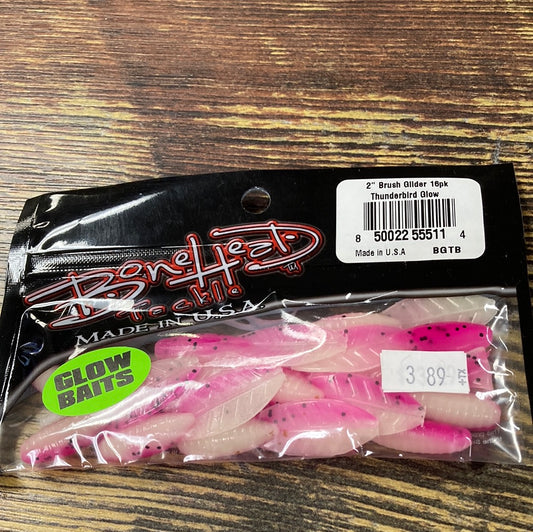 2" Brush Glider 16pk
Thunderbird Glow
8 50022 55511 4
Made in U.S.A BGTB
BoneHead
Tackle
TM
MADE IN U.S.A.
GLOW
BAITS
3 89